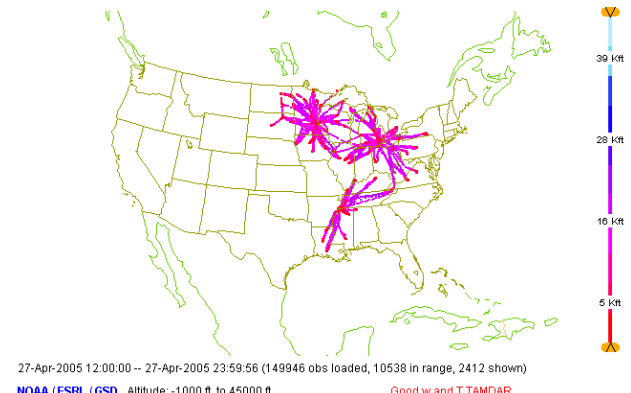 39 Kft
28 Kft
16 Kft
5 Kft
27-Apr-2005 12:00:00 -- 27-Apr-2005 23:59:56 (149946 obs loaded, 10538 in range, 2412 shown)
NOAA / ESRL / GSD Altitude: -1000 ft. to 45000 ft. Good w and T TAMDAR